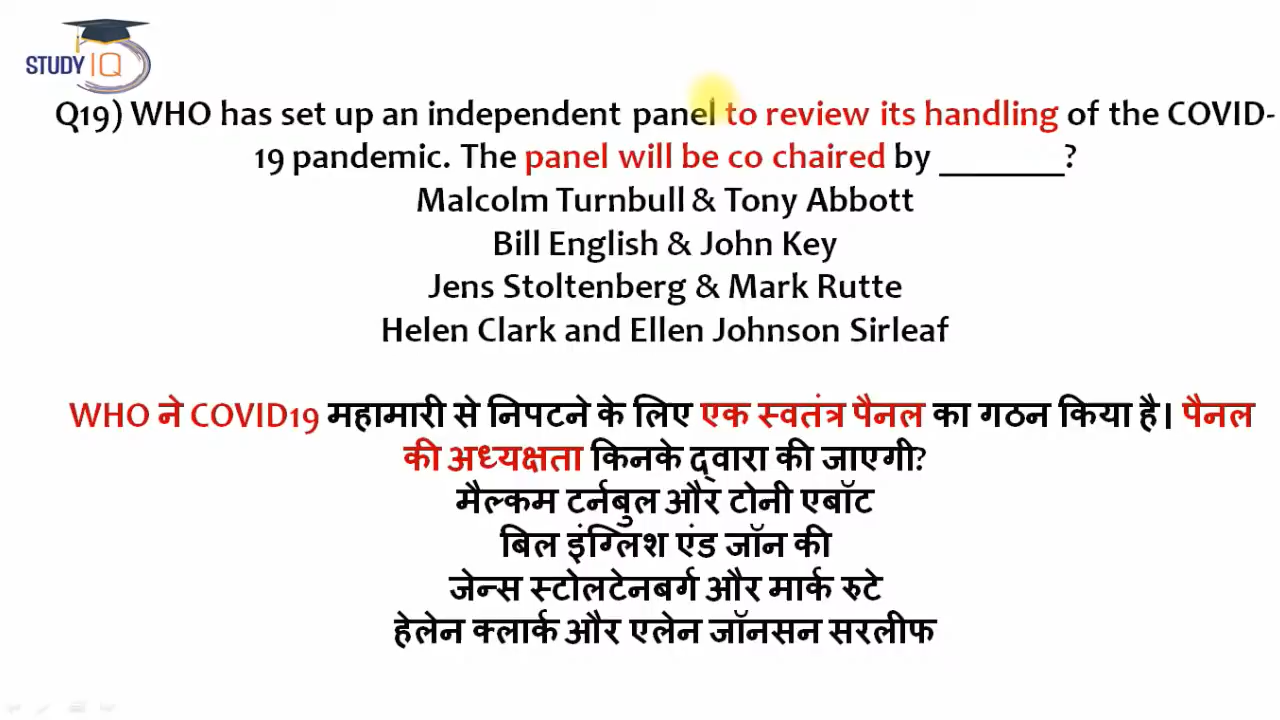 STUDY IQ
Q19) WHO has set up an independent panel to review its handling of the COVID-
19 pandemic. The panel will be co chaired by _______?
Malcolm Turnbull & Tony Abbott
Bill English & John Key
Jens Stoltenberg & Mark Rutte
Helen Clark and Ellen Johnson Sirleaf
WHO ने COVID19 महामारी से निपटने के लिए एक स्वतंत्र पैनल का गठन किया है। पैनल
की अध्यक्षता किनके द्वारा की जाएगी?
मैल्कम टर्नबुल और टोनी एबॉट
बिल इंग्लिश एंड जॉन की
जेन्स स्टोलटेनबर्ग और मार्क रुटे
हेलेन क्लार्क और एलेन जॉनसन सरलीफ